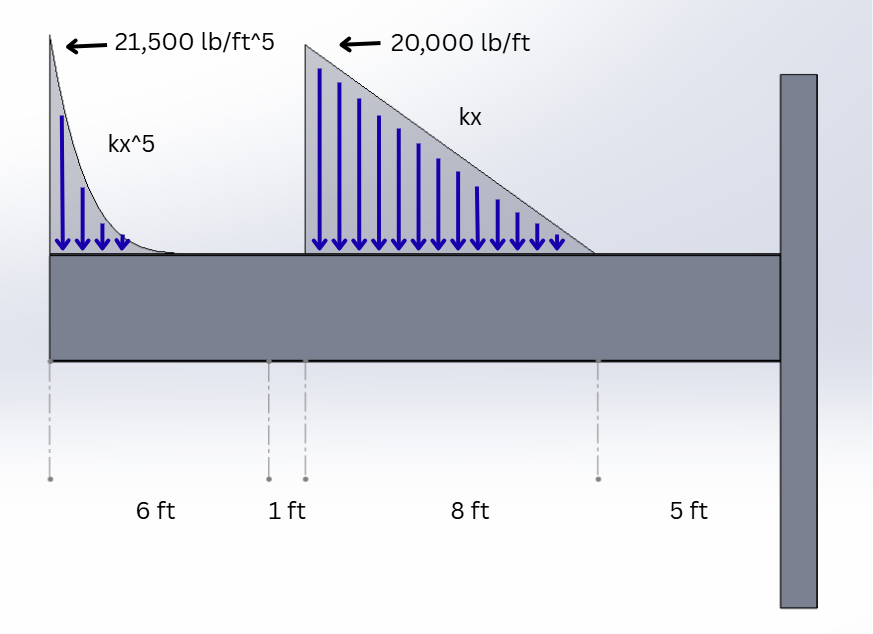 21,500 lb/ft^5
20,000 lb/ft
kx
kx^5
6 ft
1 ft
8 ft
5 ft